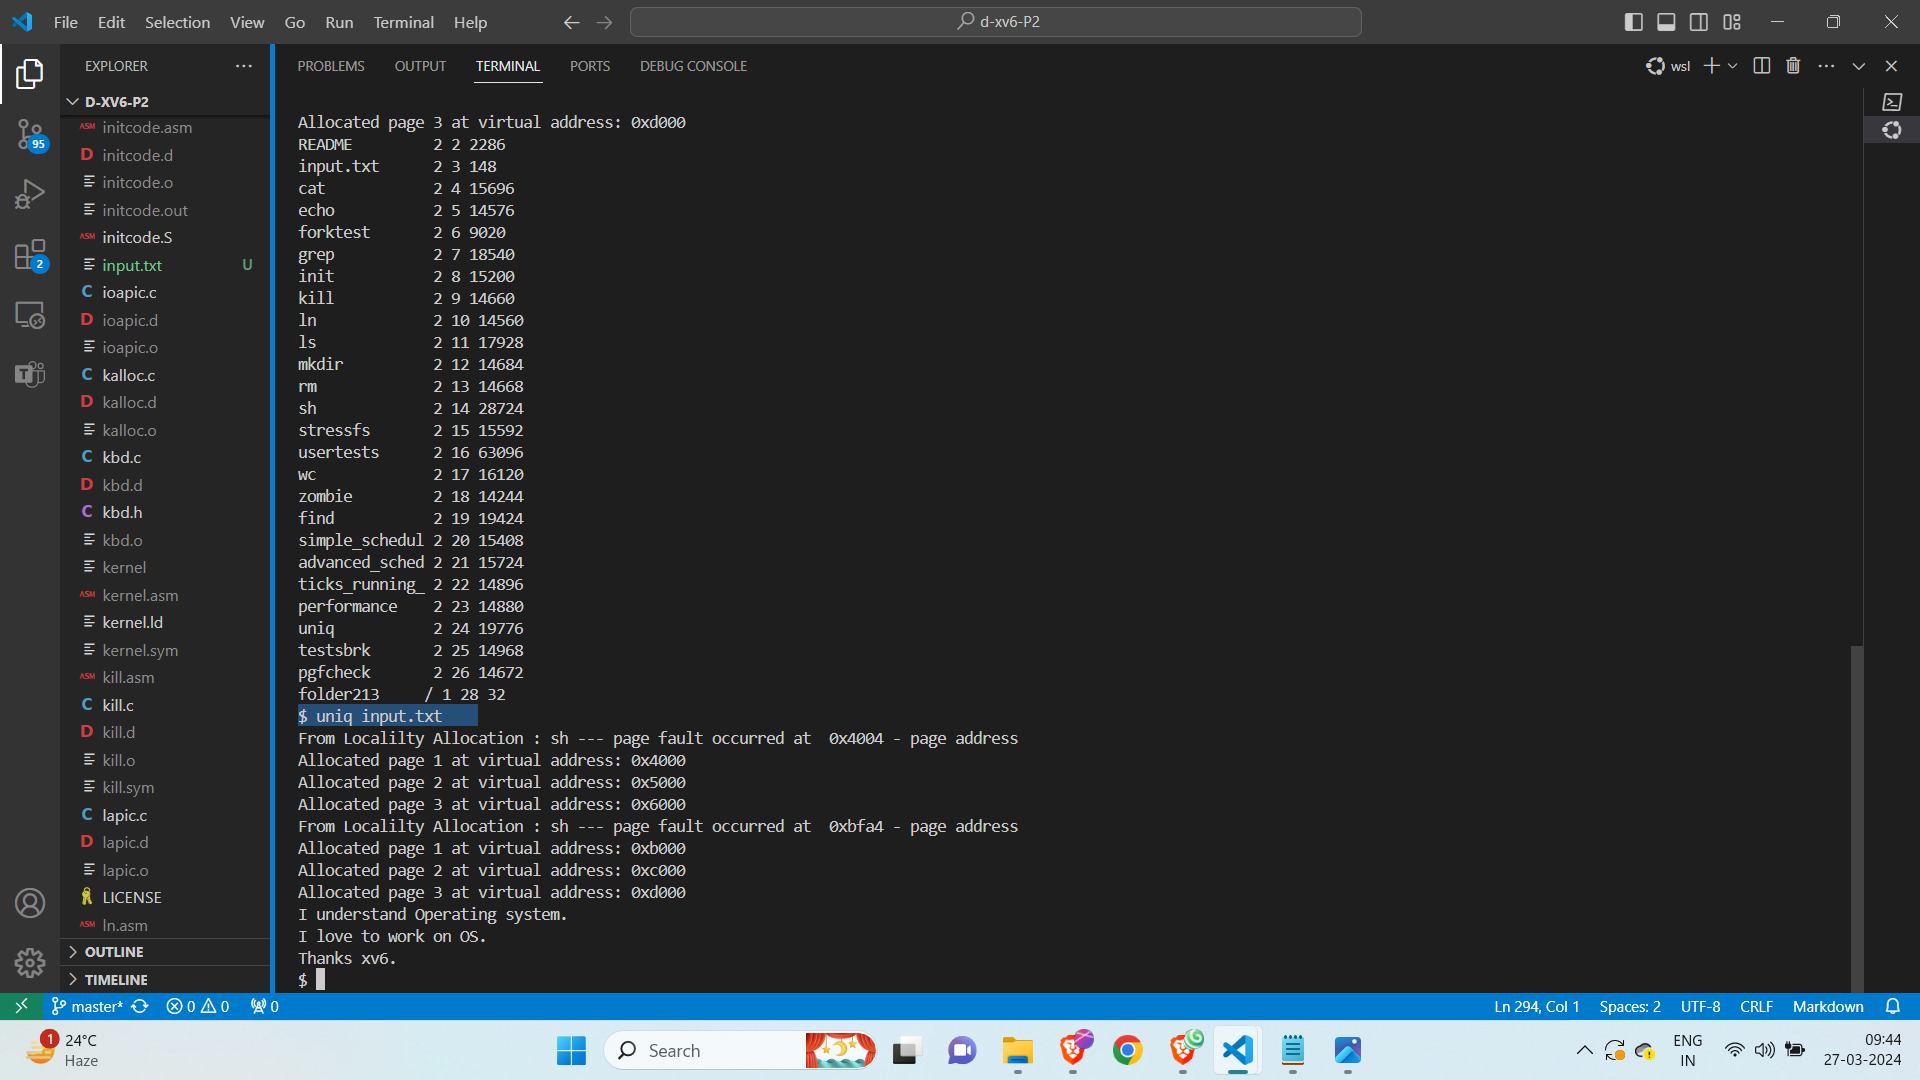 File Edit Selection View Go Run Terminal Help
d-xv6-P2
EXPLORER
PROBLEMS OUTPUT TERMINAL PORTS DEBUG CONSOLE
wsl
D-XV6-P2
ASM initcode.asm
D initcode.d
initcode.o
initcode.out
ASM initcode.S
input.txt U
C ioapic.c
D ioapic.d
ioapic.o
C kalloc.c
D kalloc.d
kalloc.o
C kbd.c
D kbd.d
C kbd.h
kbd.o
kernel
ASM kernel.asm
kernel.ld
kernel.sym
ASM kill.asm
C kill.c
D kill.d
kill.o
kill.sym
C lapic.c
D lapic.d
lapic.o
LICENSE
ASM ln.asm
OUTLINE
TIMELINE
95
2
T
Allocated page 3 at virtual address: 0xd000
README 2 2 2286
input.txt 2 3 148
cat 2 4 15696
echo 2 5 14576
forktest 2 6 9020
grep 2 7 18540
init 2 8 15200
kill 2 9 14660
ln 2 10 14560
ls 2 11 17928
mkdir 2 12 14684
rm 2 13 14668
sh 2 14 28724
stressfs 2 15 15592
usertests 2 16 63096
wc 2 17 16120
zombie 2 18 14244
find 2 19 19424
simple_schedul 2 20 15408
advanced_sched 2 21 15724
ticks_running_ 2 22 14896
performance 2 23 14880
uniq 2 24 19776
testsbrk 2 25 14968
pgfcheck 2 26 14672
folder213 / 1 28 32
$ uniq input.txt
From Localilty Allocation : sh --- page fault occurred at 0x4004 - page address
Allocated page 1 at virtual address: 0x4000
Allocated page 2 at virtual address: 0x5000
Allocated page 3 at virtual address: 0x6000
From Localilty Allocation : sh --- page fault occurred at 0xbfa4 - page address
Allocated page 1 at virtual address: 0xb000
Allocated page 2 at virtual address: 0xc000
Allocated page 3 at virtual address: 0xd000
I understand Operating system.
I love to work on OS.
Thanks xv6.
$
master* 0 0 0
Ln 294, Col 1 Spaces: 2 UTF-8 CRLF Markdown
1
24°C
Haze
Search
ENG
IN
09:44
27-03-2024